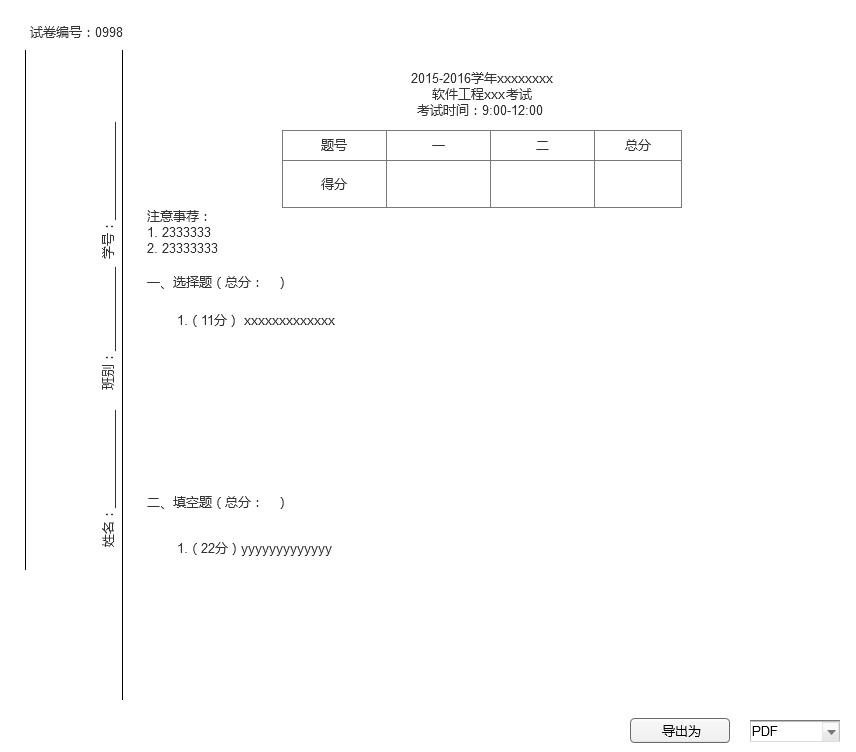 试卷编号：0998
2015-2016学年xxxxxxxx
软件工程xxx考试
考试时间：9:00-12:00
题号 一 二 总分
得分
学号：
班别：
姓名：
注意事荐：
1. 2333333
2. 23333333
一、选择题（总分： ）
1.（11分） xxxxxxxxxxxxx
二、填空题（总分： ）
1.（22分）yyyyyyyyyyyyy
导出为 PDF